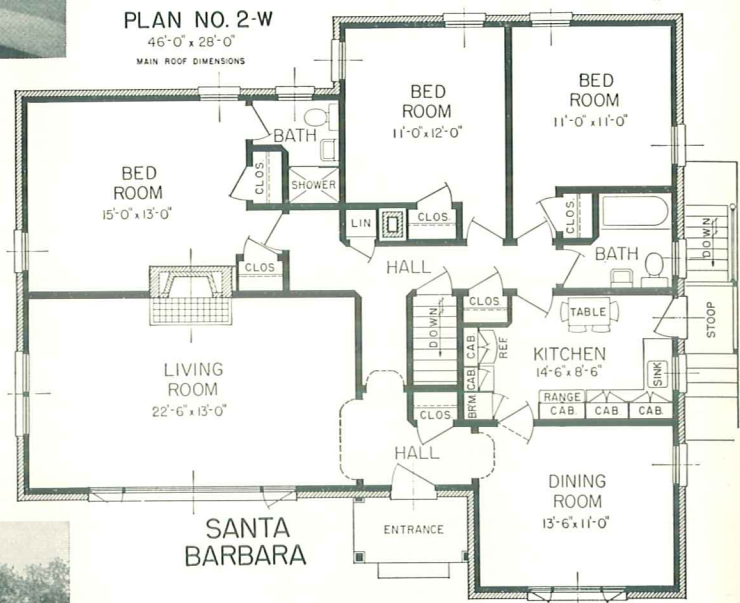 PLAN NO. 2-W
46'-0" x 28'-0"
MAIN ROOF DIMENSIONS
BED
ROOM
15'-0" x 13'-0"
BATH
CLOS.
SHOWER
CLOS.
BED
ROOM
11'-0" x 12'-0"
BED
ROOM
11'-0" x 11'-0"
LIN.
CLOS.
CLOS.
BATH
DOWN
HALL
STOOP
LIVING
ROOM
22'-6" x 13'-0"
DOWN
CLOS.
TABLE
CAB.
REF.
KITCHEN
14'-6" x 8'-6"
SINK
CAB.
BRM.
RANGE
CAB.
CAB.
CAB.
CLOS.
HALL
DINING
ROOM
13'-6" x 11'-0"
ENTRANCE
SANTA
BARBARA